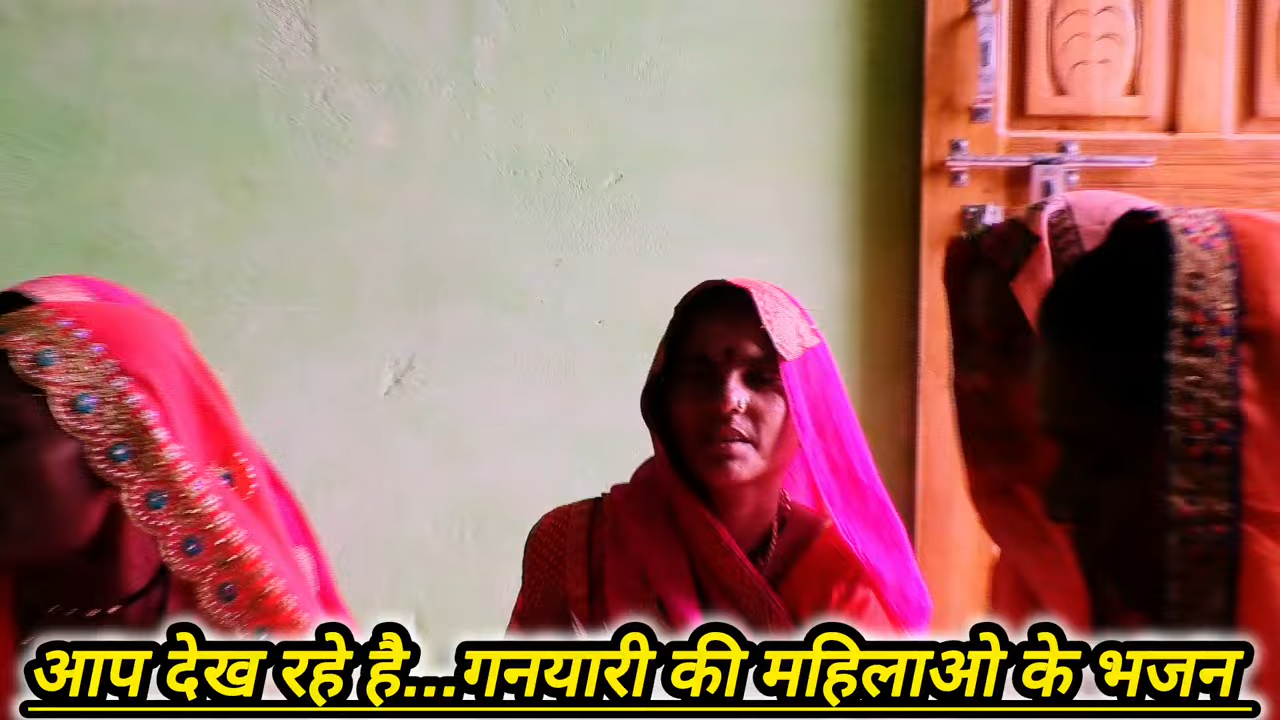 आप देख रहे है...गनयारी की महिलाओ के भजन